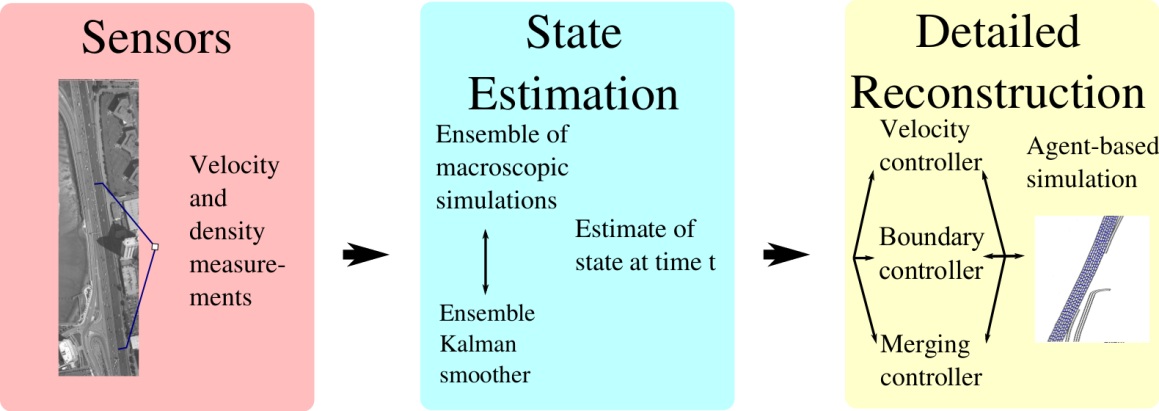 Sensors
Velocity
and
density
measure-
ments
State
Estimation
Ensemble of
macroscopic
simulations
Estimate of
state at time t
Ensemble
Kalman
smoother
Detailed
Reconstruction
Velocity
controller
Agent-based
simulation
Boundary
controller
Merging
controller